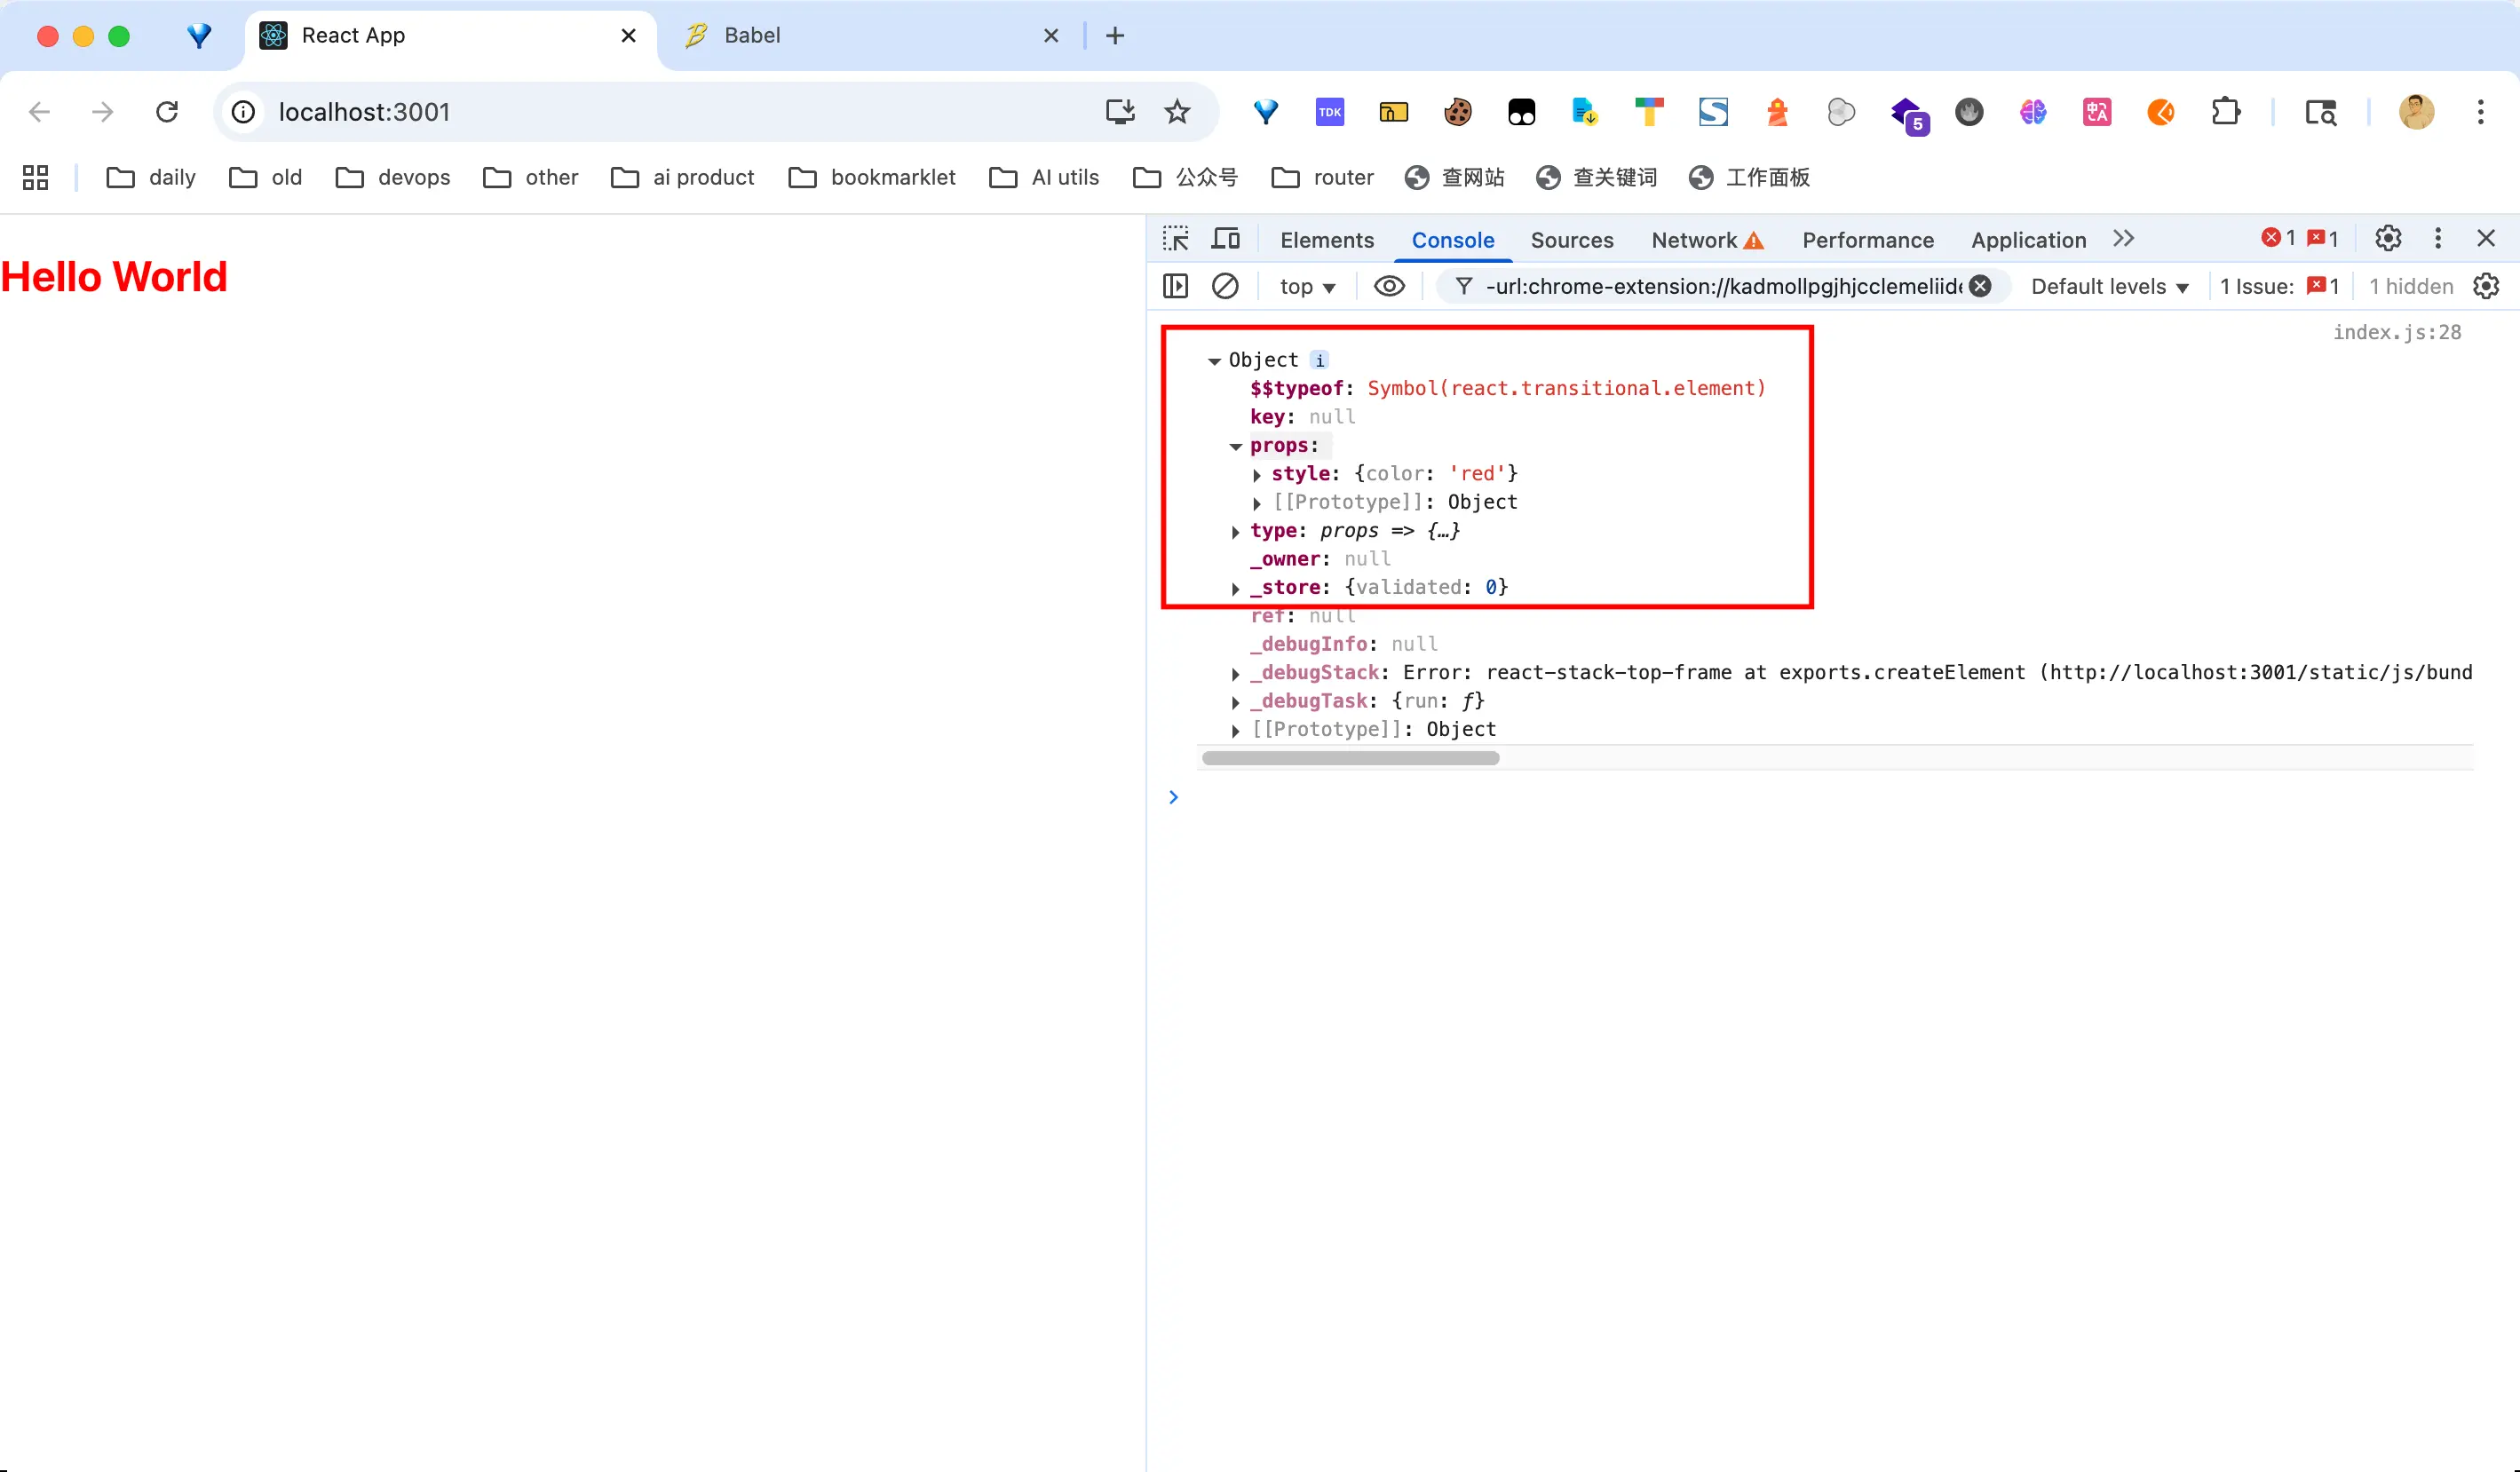 React App
Babel
localhost:3001
TDK
5
daily
old
devops
other
ai product
bookmarklet
AI utils
公众号
router
查网站
查关键词
工作面板
Hello World
Elements
Console
Sources
Network
Performance
Application
1
1
top
-url:chrome-extension://kadmollpgjhjcclemeliide
Default levels
1 Issue: 1
1 hidden
index.js:28
Object i
$$typeof: Symbol(react.transitional.element)
key: null
props:
style: {color: 'red'}
[[Prototype]]: Object
type: props => {…}
_owner: null
_store: {validated: 0}
ref: null
_debugInfo: null
_debugStack: Error: react-stack-top-frame at exports.createElement (http://localhost:3001/static/js/bund
_debugTask: {run: ƒ}
[[Prototype]]: Object